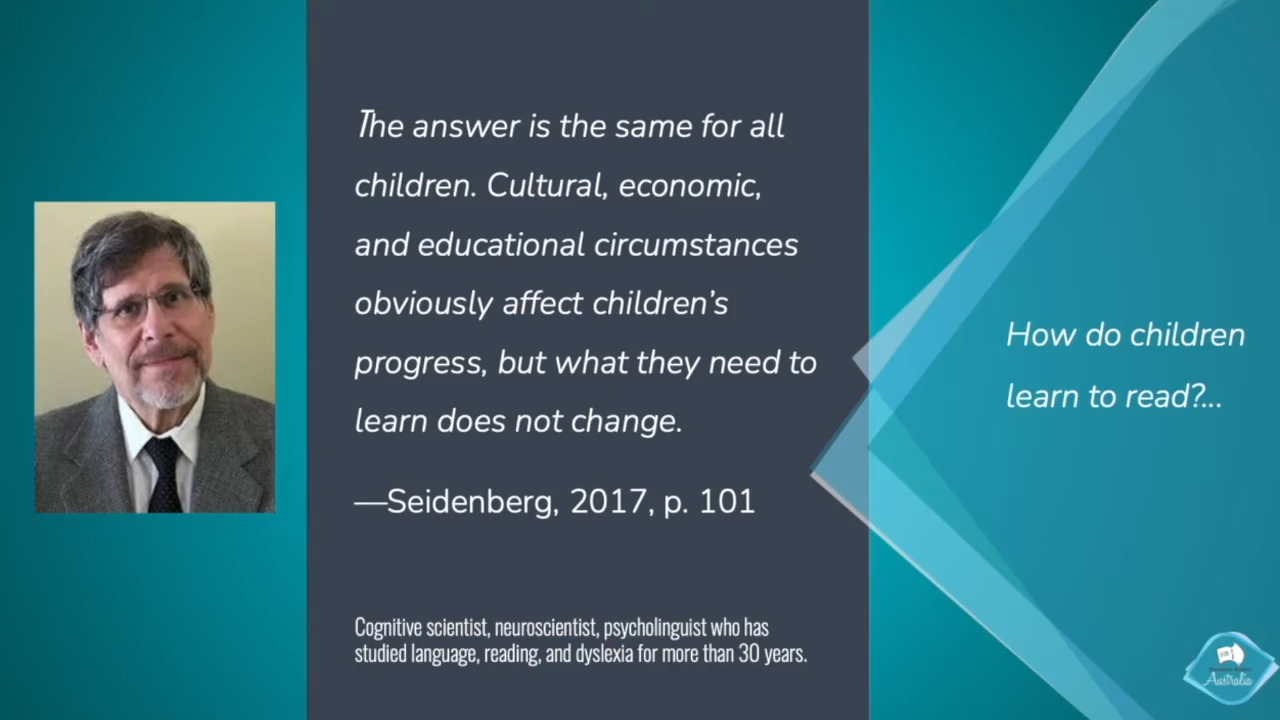 The answer is the same for all
children. Cultural, economic,
and educational circumstances
obviously affect children's
progress, but what they need to
learn does not change.
—Seidenberg, 2017, p. 101
Cognitive scientist, neuroscientist, psycholinguist who has
studied language, reading, and dyslexia for more than 30 years.
How do children
learn to read?...
Australia